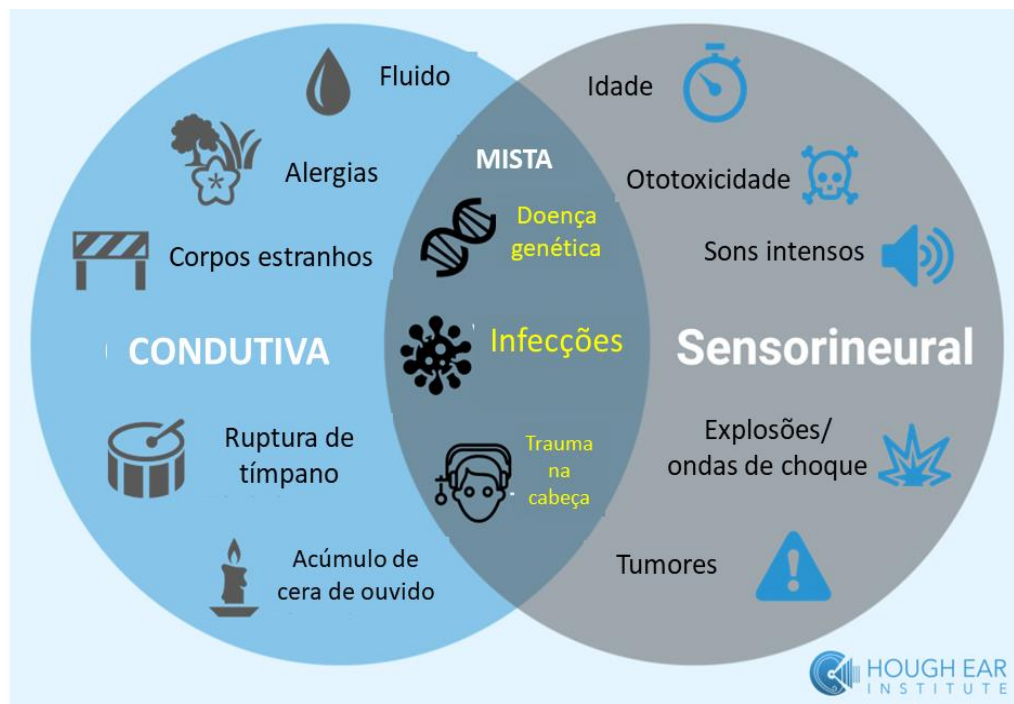 Fluido
Alergias
Corpos estranhos
CONDUTIVA
Ruptura de
tímpano
Acúmulo de
cera de ouvido
MISTA
Doença
genética
Infecções
Trauma
na
cabeça
Idade
Ototoxicidade
Sons intensos
Sensorineural
Explosões/
ondas de choque
Tumores
HOUGH EAR
INSTITUTE